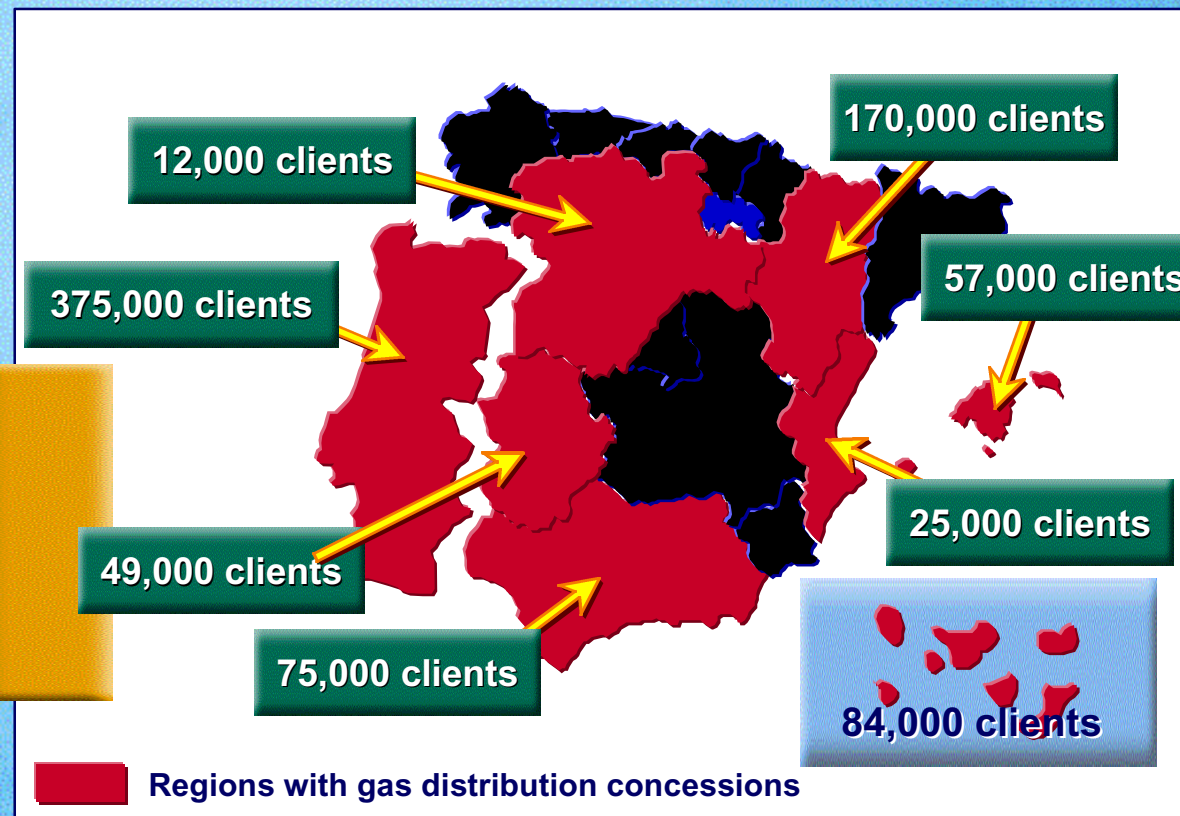 170,000 clients
12,000 clients
57,000 clients
375,000 clients
25,000 clients
49,000 clients
75,000 clients
84,000 clients
Regions with gas distribution concessions